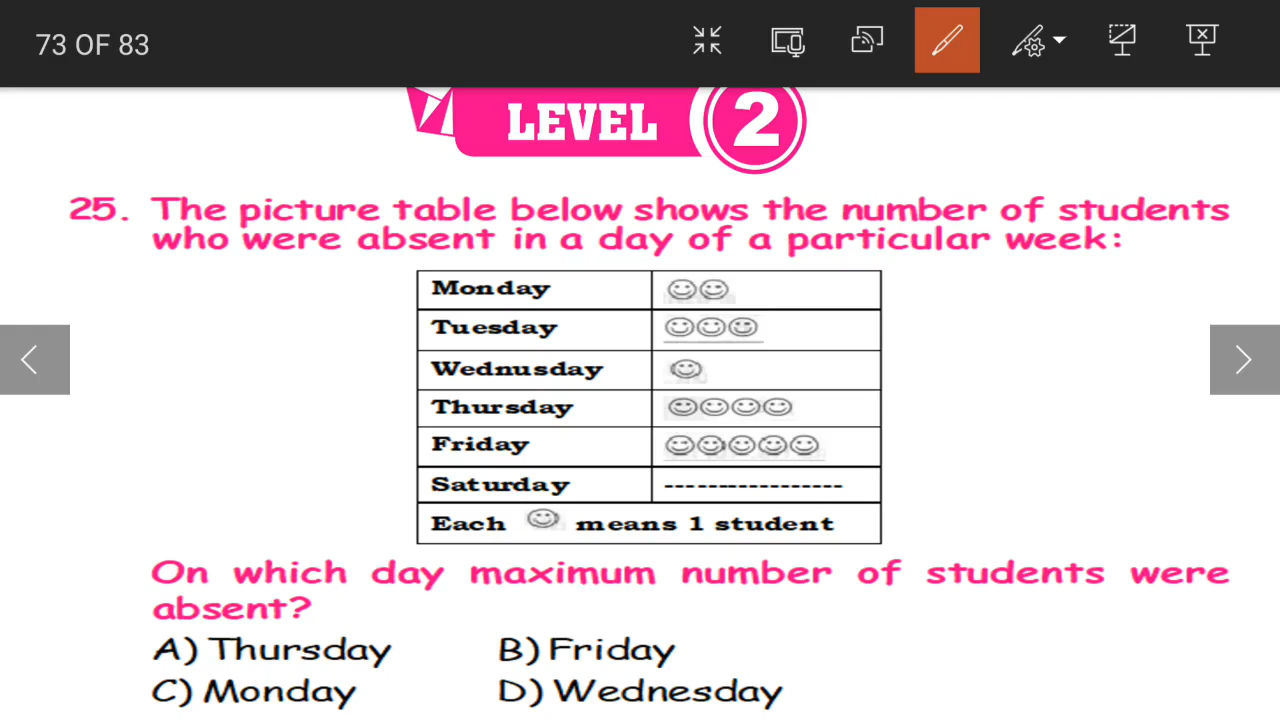 73 OF 83
LEVEL 2
25. The picture table below shows the number of students
who were absent in a day of a particular week:
Monday
Tuesday
Wednusday
Thursday
Friday
Saturday -----------------
Each means 1 student
On which day maximum number of students were
absent?
A) Thursday B) Friday
C) Monday D) Wednesday